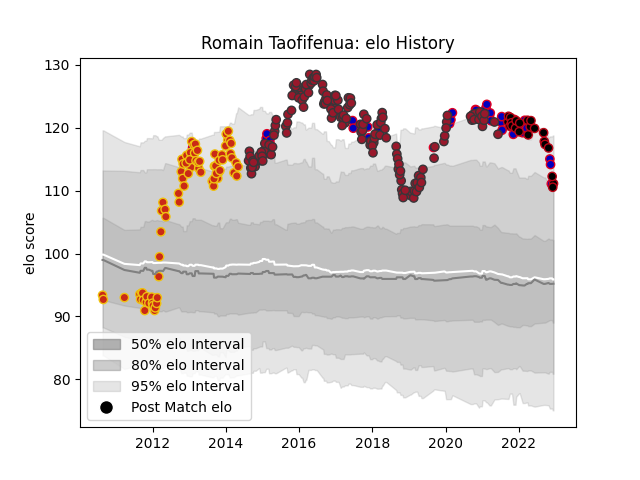 Romain Taofifenua: elo History
130
120
110
100
90
80
elo score
50% elo Interval
80% elo Interval
95% elo Interval
Post Match elo
2012 2014 2016 2018 2020 2022